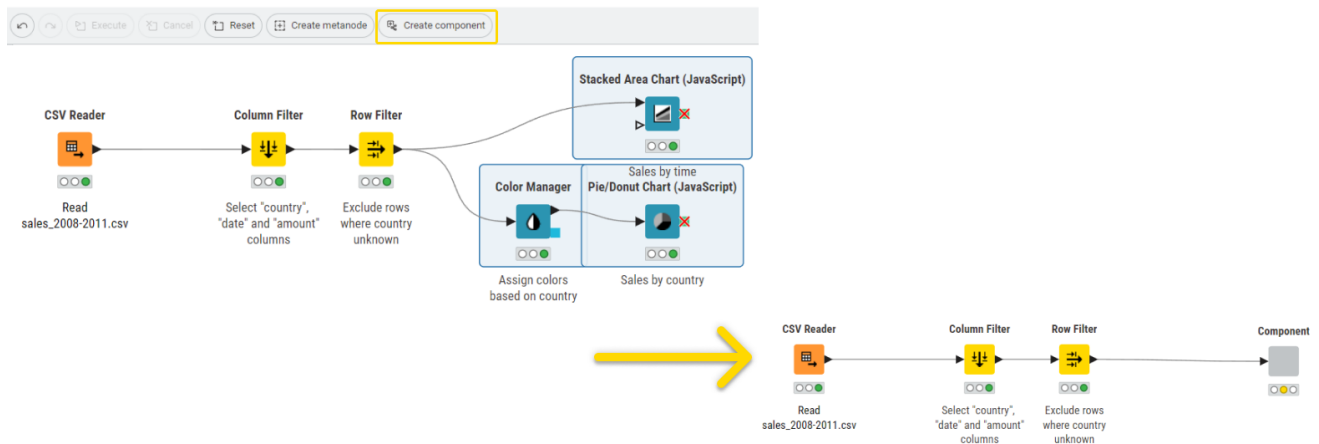 Execute
Cancel
Reset
Create metanode
Create component
Stacked Area Chart (JavaScript)
CSV Reader
Column Filter
Row Filter
Sales by time
Color Manager
Pie/Donut Chart (JavaScript)
Read
sales_2008-2011.csv
Select "country",
"date" and "amount"
columns
Exclude rows
where country
unknown
Assign colors
based on country
Sales by country
CSV Reader
Column Filter
Row Filter
Component
Read
sales_2008-2011.csv
Select "country",
"date" and "amount"
columns
Exclude rows
where country
unknown